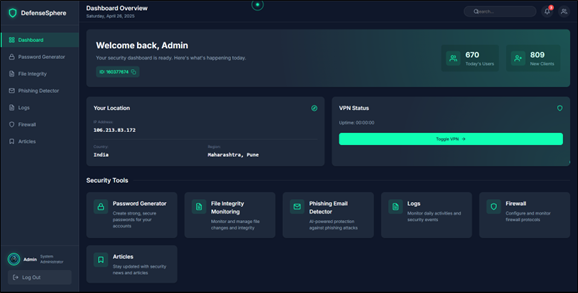 DefenseSphere
Dashboard
Password Generator
File Integrity
Phishing Detector
Logs
Firewall
Articles
Admin
System
Administrator
Log Out
Dashboard Overview
Saturday, April 26, 2025
Search...
Welcome back, Admin
Your security dashboard is ready. Here's what's happening today.
670
Today's Users
809
New Clients
Your Location
IP Address
106.213.83.172
Country
Region
India
Maharashtra, Pune
VPN Status
Uptime: 00:00:00
Toggle VPN →
Security Tools
Password Generator
Create strong, secure
passwords for your
accounts
File Integrity
Monitoring
Monitor and manage file
changes and integrity
Phishing Email
Detector
AI-powered protection
against phishing attacks
Logs
Monitor daily activities and
security events
Firewall
Configure and monitor
firewall protocols
Articles
Stay updated with security
news and articles